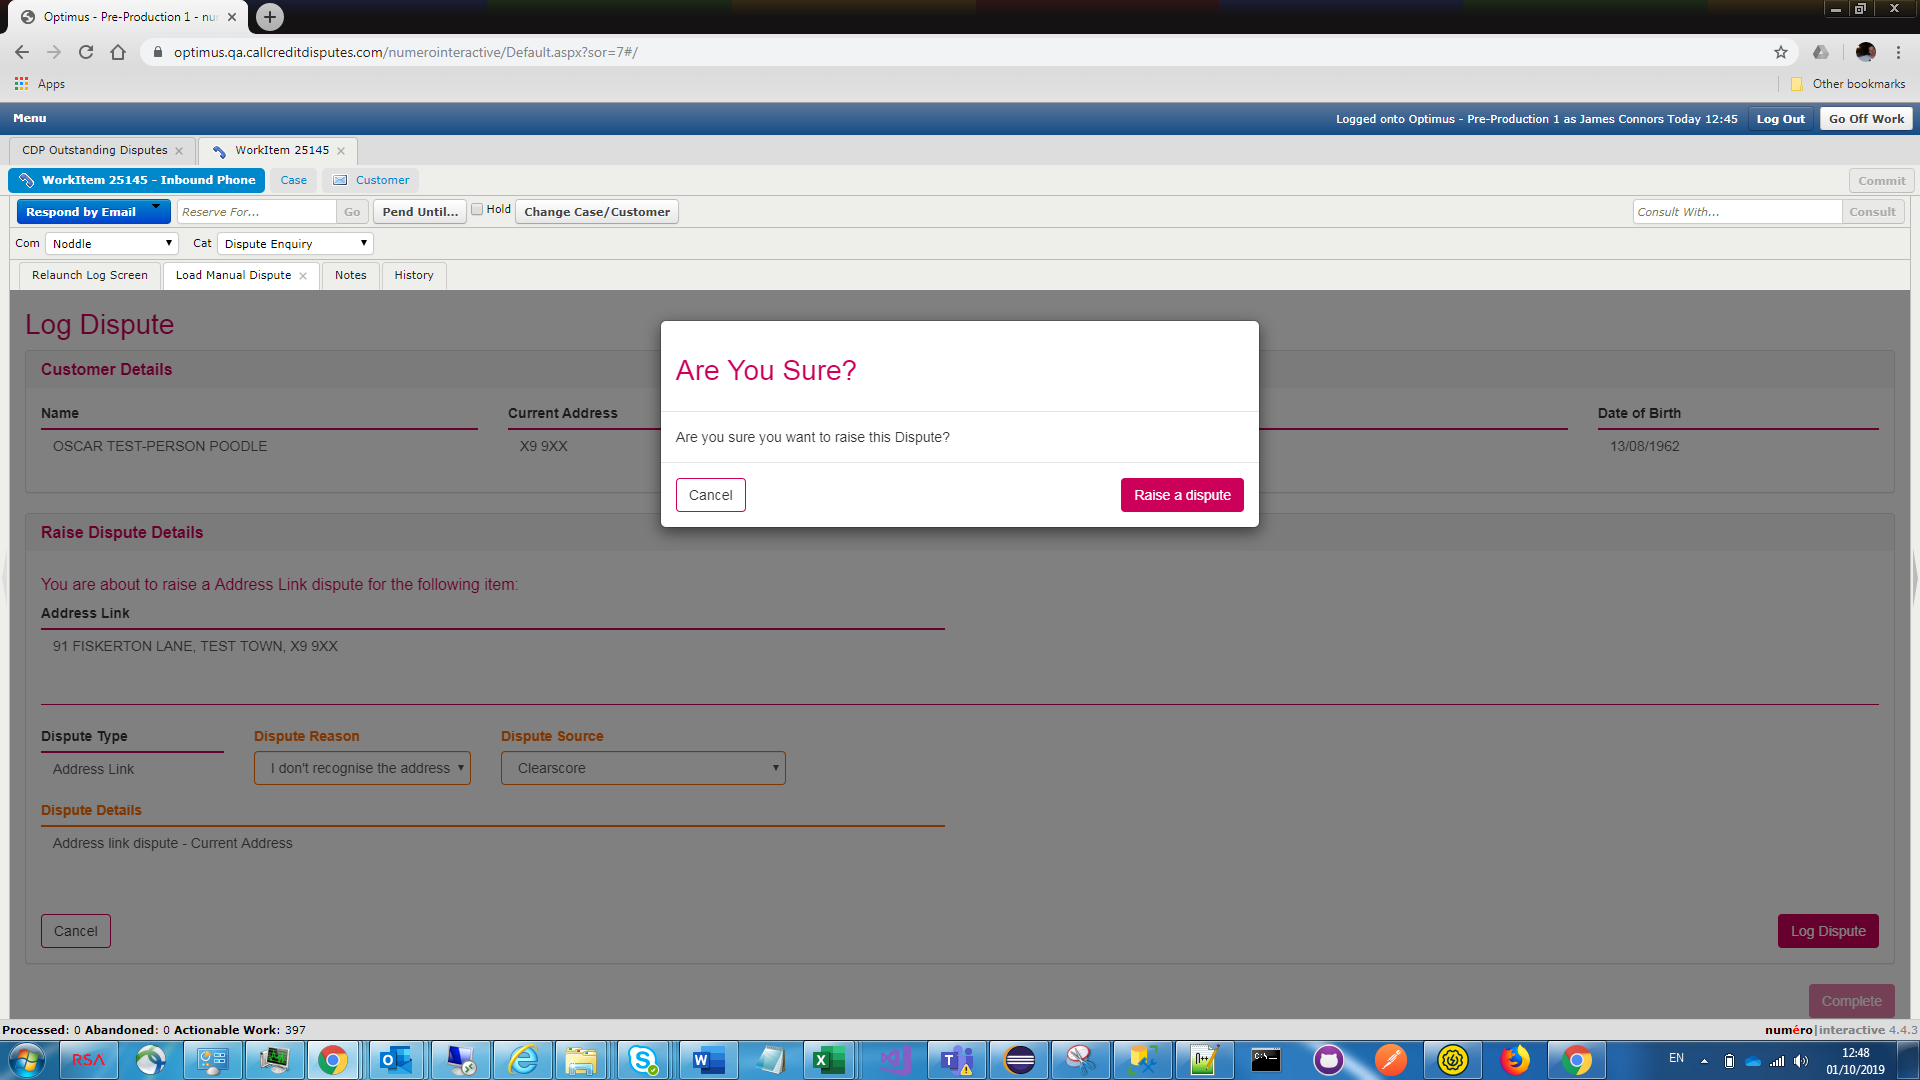 Optimus - Pre-Production 1 - nu
optimus.qa.callcreditdisputes.com/numerointeractive/Default.aspx?sor=7#/
Apps
Other bookmarks
Menu
Logged onto Optimus - Pre-Production 1 as James Connors Today 12:45
Log Out
Go Off Work
CDP Outstanding Disputes
WorkItem 25145
WorkItem 25145 - Inbound Phone
Case
Customer
Commit
Respond by Email
Reserve For...
Go
Pend Until...
Hold
Change Case/Customer
Consult With...
Consult
Com
Noddle
Cat
Dispute Enquiry
Relaunch Log Screen
Load Manual Dispute
Notes
History
Log Dispute
Customer Details
Name
Current Address
Date of Birth
OSCAR TEST-PERSON POODLE
X9 9XX
13/08/1962
Are You Sure?
Are you sure you want to raise this Dispute?
Cancel
Raise a dispute
Raise Dispute Details
You are about to raise a Address Link dispute for the following item:
Address Link
91 FISKERTON LANE, TEST TOWN, X9 9XX
Dispute Type
Dispute Reason
Dispute Source
Address Link
I don't recognise the address
Clearscore
Dispute Details
Address link dispute - Current Address
Cancel
Log Dispute
Complete
Processed: 0 Abandoned: 0 Actionable Work: 397
numéro|interactive 4.4.3
RSA
EN
12:48
01/10/2019